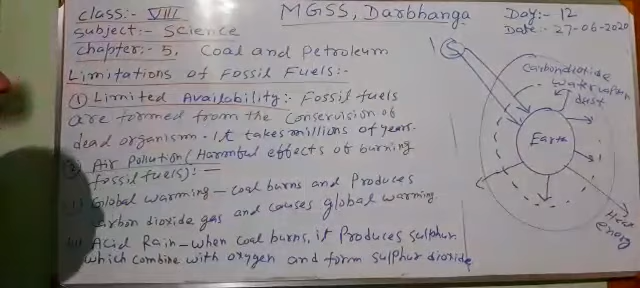 class:- VIII
MGSS, Darbhanga
Day:- 12
Subject:- Science
Date:- 27-06-2020
Chapter:- 5, Coal and Petroleum
Limitations of Fossil Fuels:-
① Limited Availability:- Fossil fuels
are formed from the Conservision of
dead organism. It takes millions of years.
② Air Pollution (Harmful effects of burning
fossil fuels):-
(i) Global warming - coal burns and Produces
carbon dioxide gas and causes global warming
(ii) Acid Rain - when coal burns, it Produces sulphur
which combine with oxygen and form sulphur dioxide
S
Carbondioxide
Water vapour
dust
Earth
Heat
energy